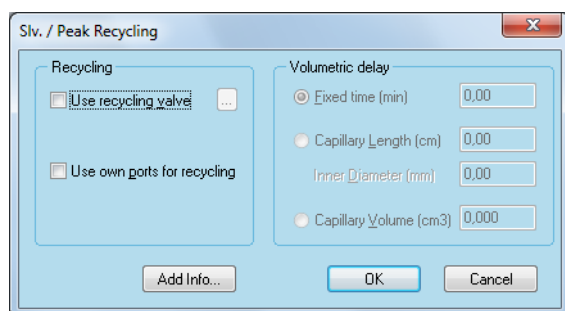 Slv. / Peak Recycling
Recycling
Use recycling valve
...
Use own ports for recycling
Volumetric delay
Fixed time (min)
0,00
Capillary Length (cm)
0,00
Inner Diameter (mm)
0,00
Capillary Volume (cm3)
0,000
Add Info...
OK
Cancel